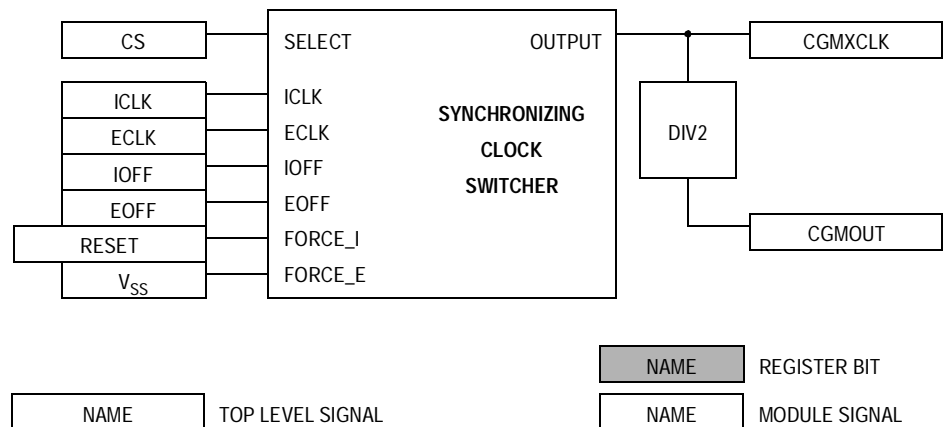 CS
SELECT
OUTPUT
CGMXCLK
ICLK
ICLK
ECLK
ECLK
SYNCHRONIZING
CLOCK
SWITCHER
DIV2
IOFF
IOFF
EOFF
EOFF
RESET
FORCE_I
CGMOUT
VSS
FORCE_E
NAME REGISTER BIT
NAME TOP LEVEL SIGNAL
NAME MODULE SIGNAL